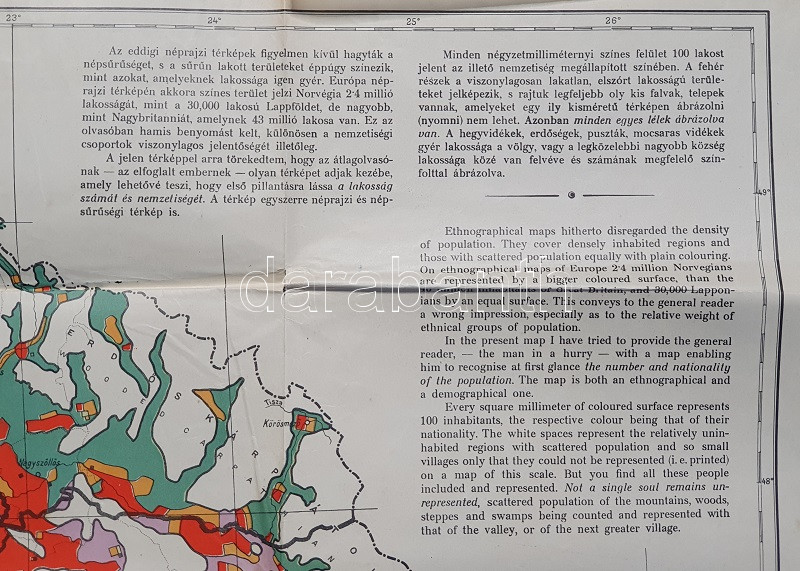 23°
24°
25°
26°
Az eddigi néprajzi térképek figyelmen kívül hagyták a
népsűrűséget, s a sűrűn lakott területeket éppúgy színezik,
mint azokat, amelyeknek lakossága igen gyér. Európa nép-
rajzi térképén akkora színes terület jelzi Norvégia 2·4 millió
lakosságát, mint a 30,000 lakosú Lappföldet, de nagyobb,
mint Nagybritanniát, amelynek 43 millió lakosa van. Ez az
olvasóban hamis benyomást kelt, különösen a nemzetiségi
csoportok viszonylagos jelentőségét illetőleg.
A jelen térképpel arra törekedtem, hogy az átlagolvasó-
nak — az elfoglalt embernek — olyan térképet adjak kezébe,
amely lehetővé teszi, hogy első pillantásra lássa a lakosság
számát és nemzetiségét. A térkép egyszerre néprajzi és nép-
sűrűségi térkép is.
Minden négyzetmilliméternyi színes felület 100 lakost
jelent az illető nemzetiség megállapított színében. A fehér
részek a viszonylagosan lakatlan, elszórt lakosságú terüle-
teket jelképezik, s rajtuk legfeljebb oly kis falvak, telepek
vannak, amelyeket egy ily kisméretű térképen ábrázolni
(nyomni) nem lehet. Azonban minden egyes lélek ábrázolva
van. A hegyvidékek, erdőségek, puszták, mocsaras vidékek
gyér lakossága a völgy, vagy a legközelebbi nagyobb község
lakossága közé van felvéve és számának megfelelő szín-
folttal ábrázolva.
49°
Ethnographical maps hitherto disregarded the density
of population. They cover densely inhabited regions and
those with scattered population equally with plain colouring.
On ethnographical maps of Europe 2·4 million Norwegians
are represented by a bigger coloured surface, than the
Great Britain, and 30,000 Lappon-
ians by an equal surface. This conveys to the general reader
a wrong impression, especially as to the relative weight of
ethnical groups of population.
In the present map I have tried to provide the general
reader, — the man in a hurry — with a map enabling
him to recognise at first glance the number and nationality
of the population. The map is both an ethnographical and
a demographical one.
Every square millimeter of coloured surface represents
100 inhabitants, the respective colour being that of their
nationality. The white spaces represent the relatively unin-
habited regions with scattered population and so small
villages only that they could not be represented (i. e. printed)
on a map of this scale. But you find all these people
included and represented. Not a single soul remains un-
represented, scattered population of the mountains, woods,
steppes and swamps being counted and represented with
that of the valley, or of the next greater village.
48°
darabanth
ERDŐS KÁRPÁTOK
WOODED CARPATHIANS
Tisza
Kőrösmező
Nagyszőllős